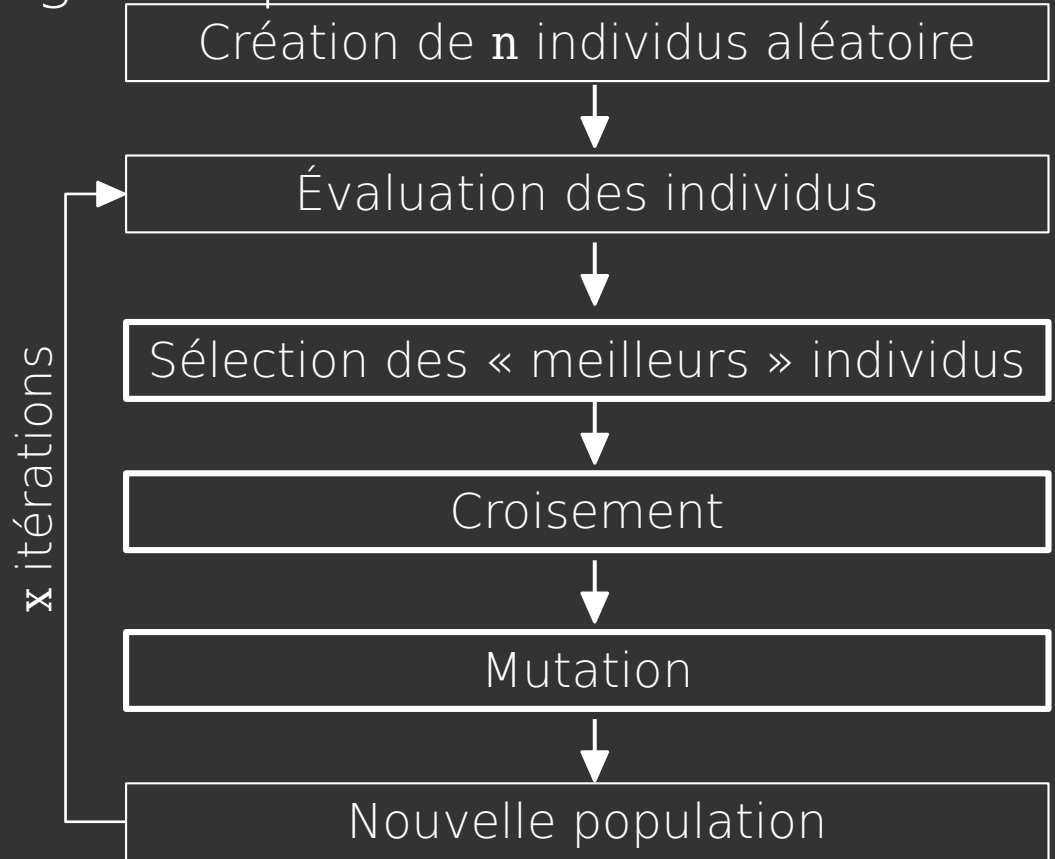 Création de n individus aléatoire
Évaluation des individus
Sélection des « meilleurs » individus
x itérations
Croisement
Mutation
Nouvelle population